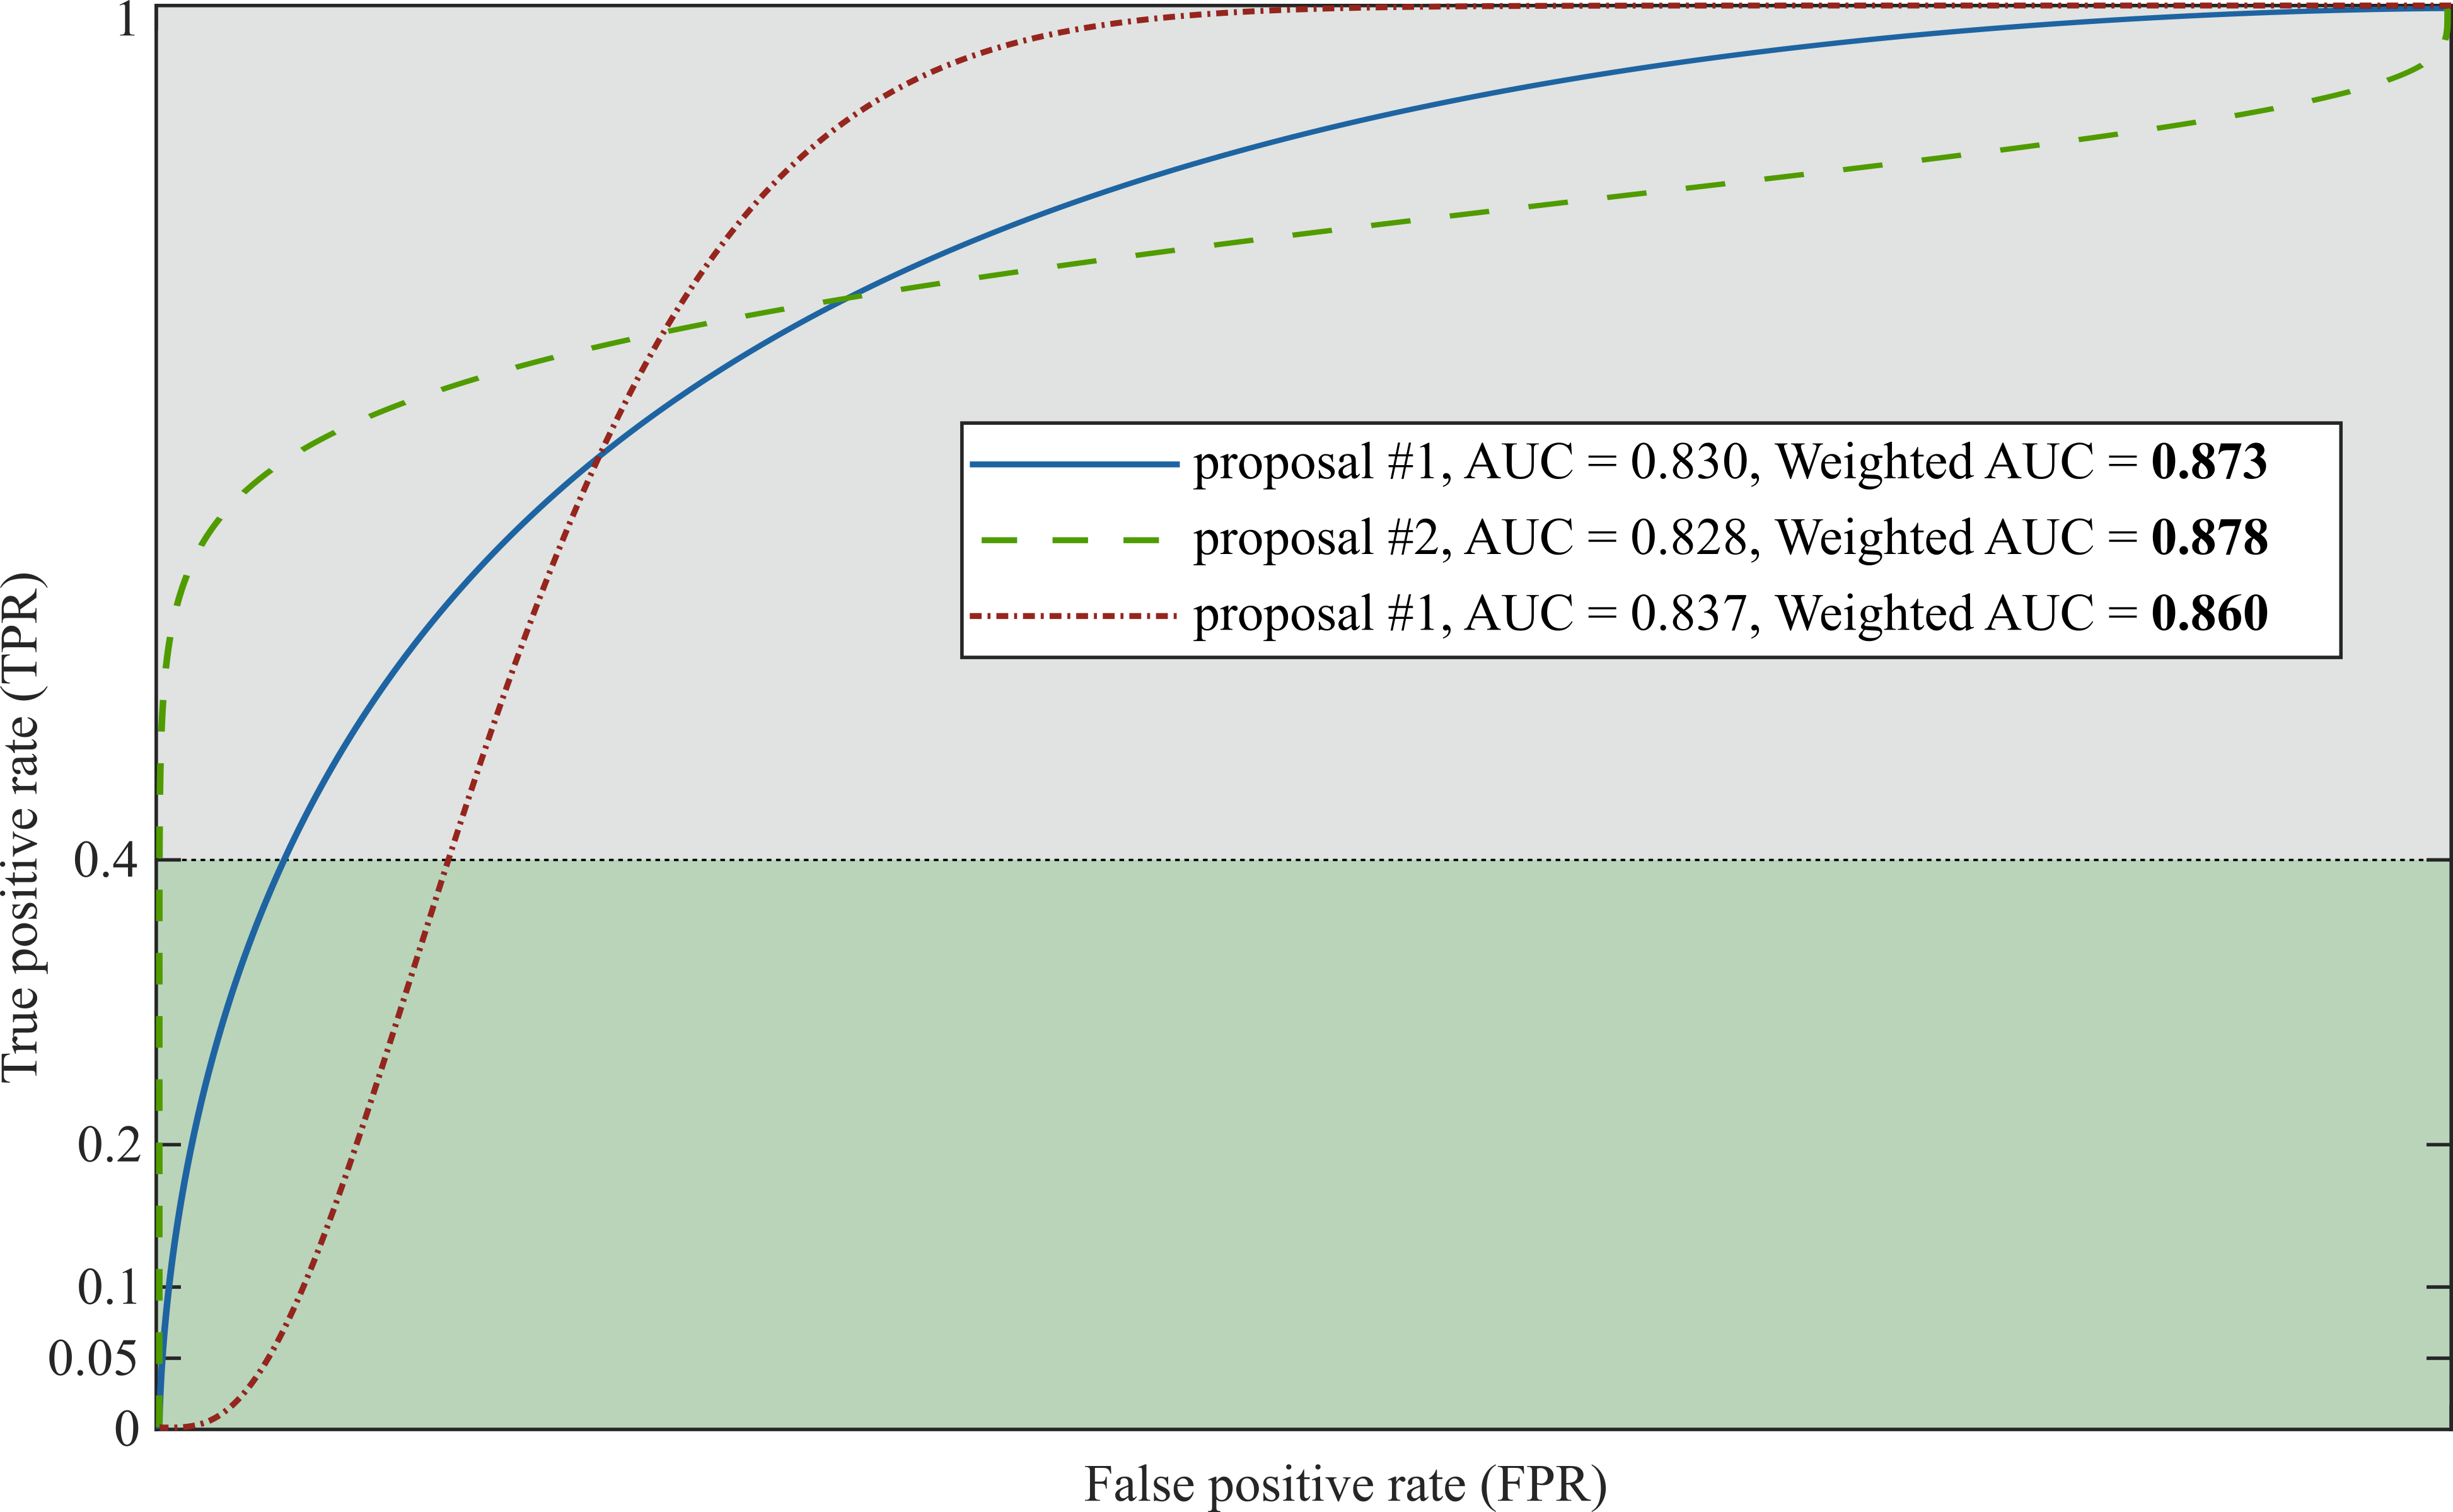 1
0.4
0.2
0.1
0.05
0
True positive rate (TPR)
proposal #1, AUC = 0.830, Weighted AUC = 0.873
proposal #2, AUC = 0.828, Weighted AUC = 0.878
proposal #1, AUC = 0.837, Weighted AUC = 0.860
False positive rate (FPR)